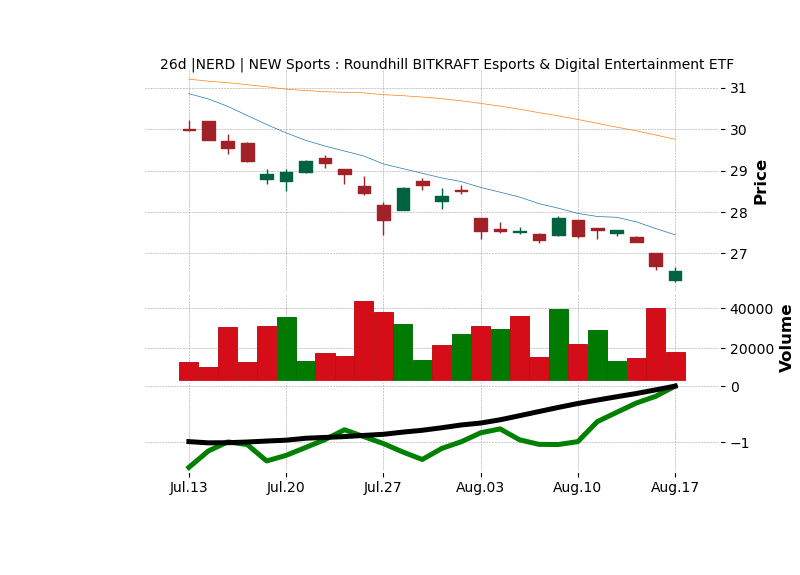 26d |NERD | NEW Sports : Roundhill BITKRAFT Esports & Digital Entertainment ETF
31
30
29
28
27
Price
40000
20000
Volume
0
−1
Jul.13 Jul.20 Jul.27 Aug.03 Aug.10 Aug.17